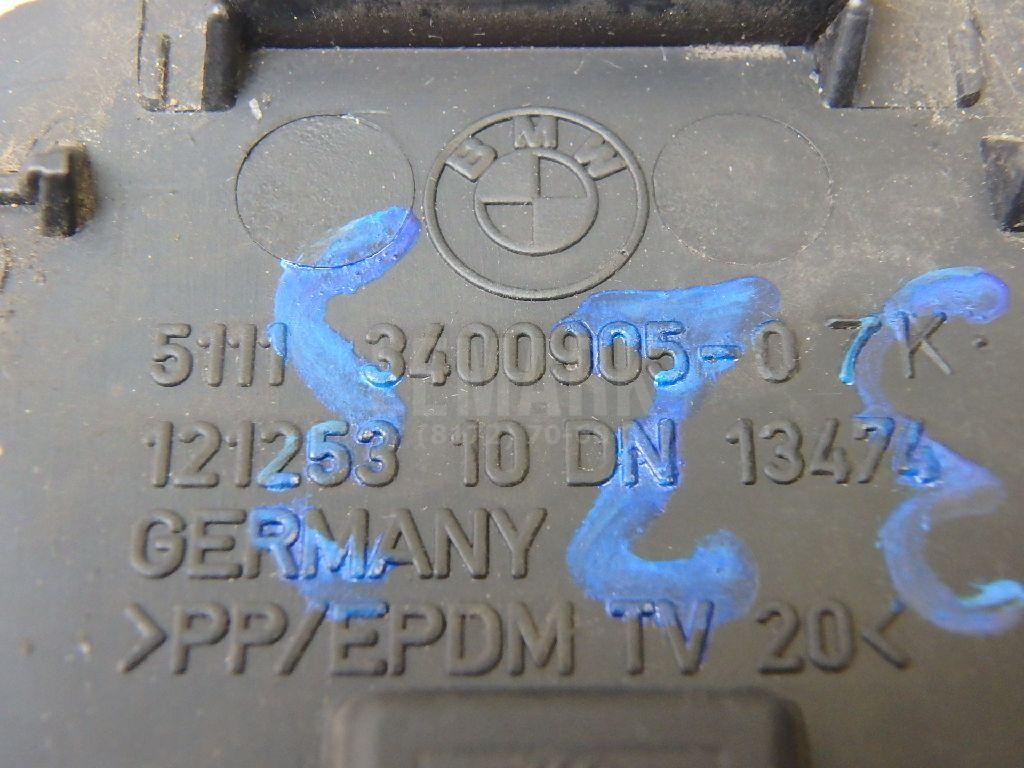 BMW
5111 3400905-0 7K
121253 10 DN 13474
GERMANY
>PP/EPDM TV 20<